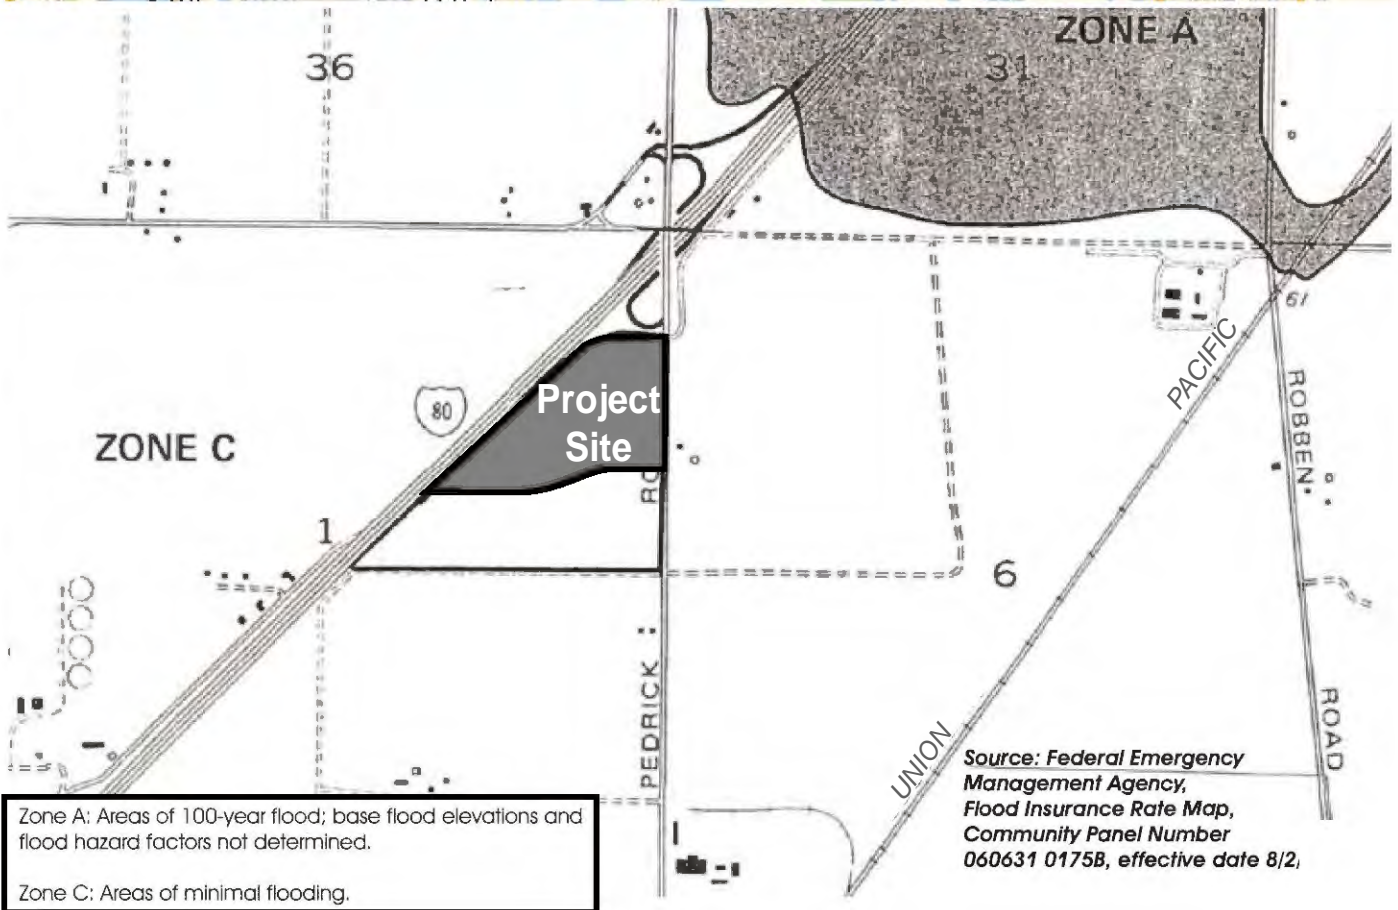 ZONE A
36
31
61
PACIFIC
80
Project
Site
ROBBEN
ZONE C
RO
1
6
PEDRICK
ROAD
UNION
Source: Federal Emergency
Management Agency,
Flood Insurance Rate Map,
Community Panel Number
060631 0175B, effective date 8/2
Zone A: Areas of 100-year flood; base flood elevations and
flood hazard factors not determined.
Zone C: Areas of minimal flooding.